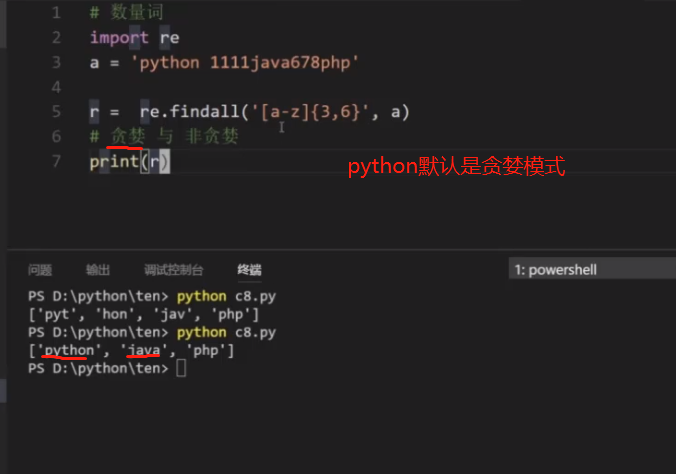 1 # 数量词
2 import re
3 a = 'python 1111java678php'
4
5 r =  re.findall('[a-z]{3,6}', a)
6 # 贪婪 与 非贪婪
7 print(r)
python默认是贪婪模式
问题 输出 调试控制台 终端 1: powershell
PS D:\python\ten> python c8.py
['pyt', 'hon', 'jav', 'php']
PS D:\python\ten> python c8.py
['python', 'java', 'php']
PS D:\python\ten>